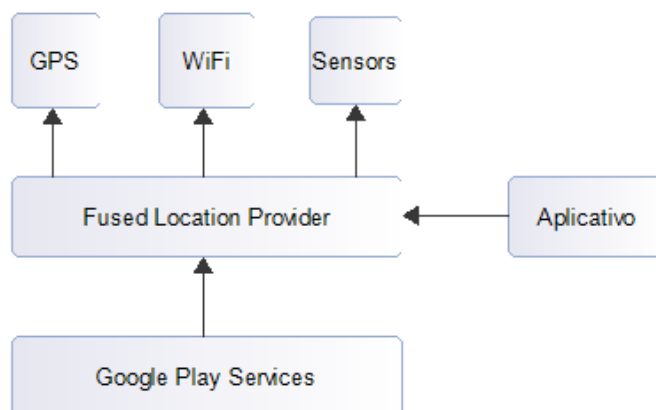 GPS
WiFi
Sensors
Fused Location Provider
Aplicativo
Google Play Services